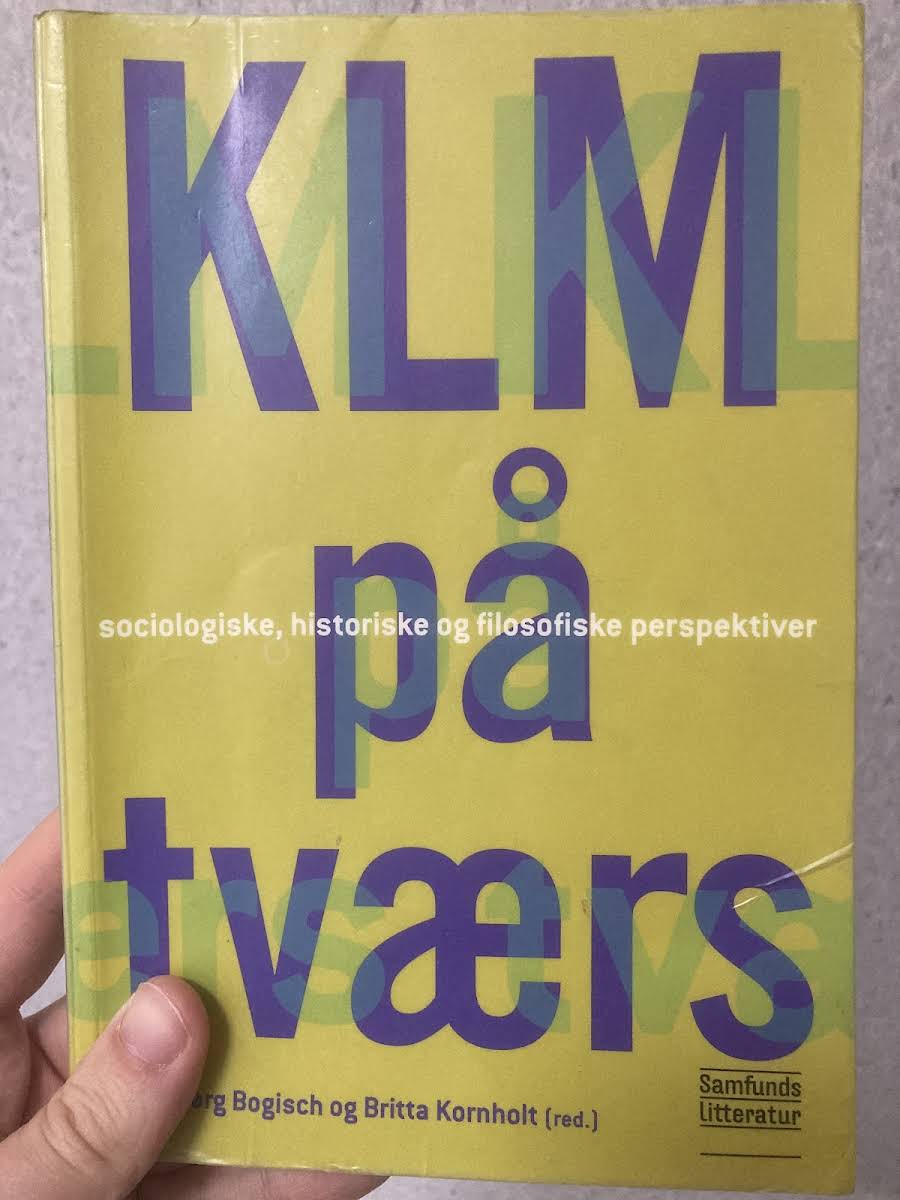 KLM
på
sociologiske, historiske og filosofiske perspektiver
tværs
Bogisch og Britta Kornholt (red.)
Samfunds
litteratur